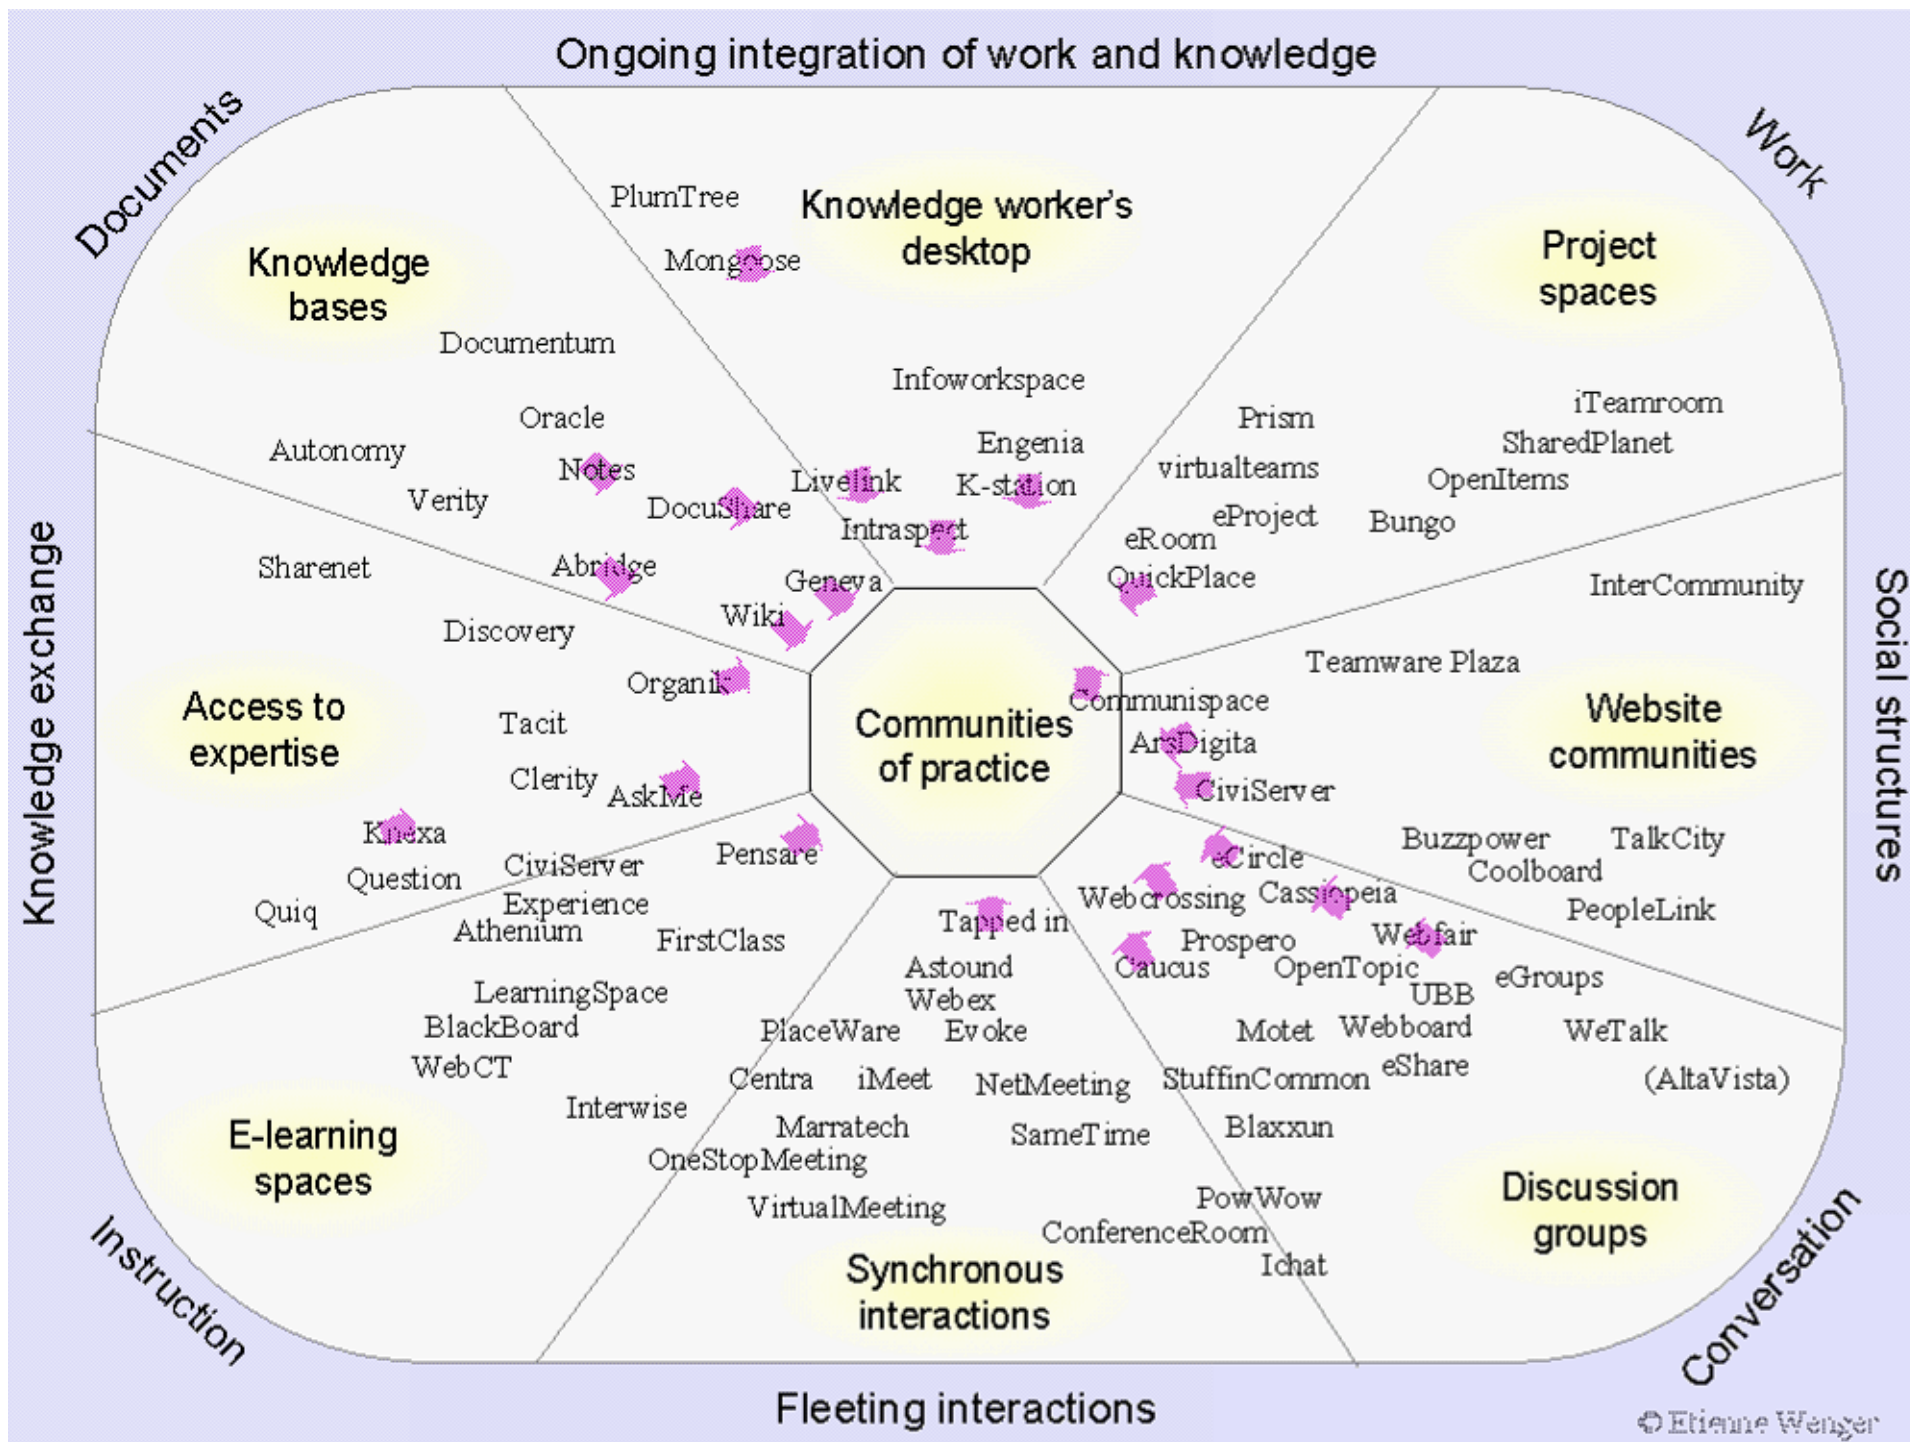 Ongoing integration of work and knowledge
Documents
Work
Knowledge exchange
Social structures
Instruction
Conversation
Fleeting interactions
Knowledge worker's
desktop
PlumTree
Mongoose
Infoworkspace
Engenia
Livelink
K-station
Intraspect
Knowledge
bases
Documentum
Oracle
Autonomy
Notes
Verity
DocuShare
Abridge
Geneva
Wiki
Project
spaces
iTeamroom
Prism
SharedPlanet
virtualteams
OpenItems
eProject
Bungo
eRoom
QuickPlace
Sharenet
Discovery
Organik
Access to
expertise
Tacit
Clerity
AskMe
Knexa
Question
Quiq
Communities
of practice
InterCommunity
Teamware Plaza
Communispace
Website
communities
ArsDigita
CiviServer
Buzzpower
TalkCity
Coolboard
PeopleLink
Pensare
CiviServer
Experience
Athenium
FirstClass
LearningSpace
BlackBoard
WebCT
Interwise
E-learning
spaces
Tapped in
Astound
Webex
PlaceWare
Evoke
Centra
iMeet
NetMeeting
Marratech
SameTime
OneStopMeeting
VirtualMeeting
ConferenceRoom
Synchronous
interactions
eCircle
Webcrossing
Cassiopeia
Prospero
Webfair
Caucus
OpenTopic
eGroups
UBB
Motet
Webboard
WeTalk
eShare
StuffinCommon
(AltaVista)
Blaxxun
PowWow
Ichat
Discussion
groups
© Etienne Wenger